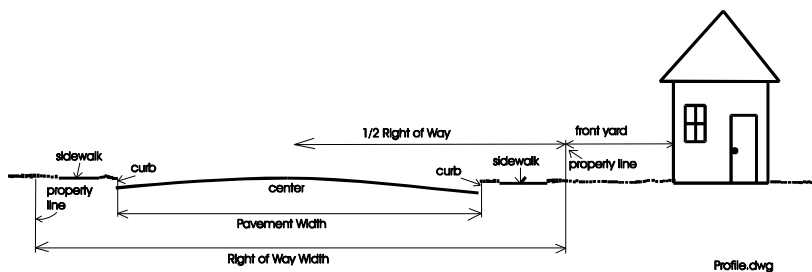 1/2 Right of Way
front yard
sidewalk
curb
property
line
center
curb
sidewalk
property line
Pavement Width
Right of Way Width
Profile.dwg